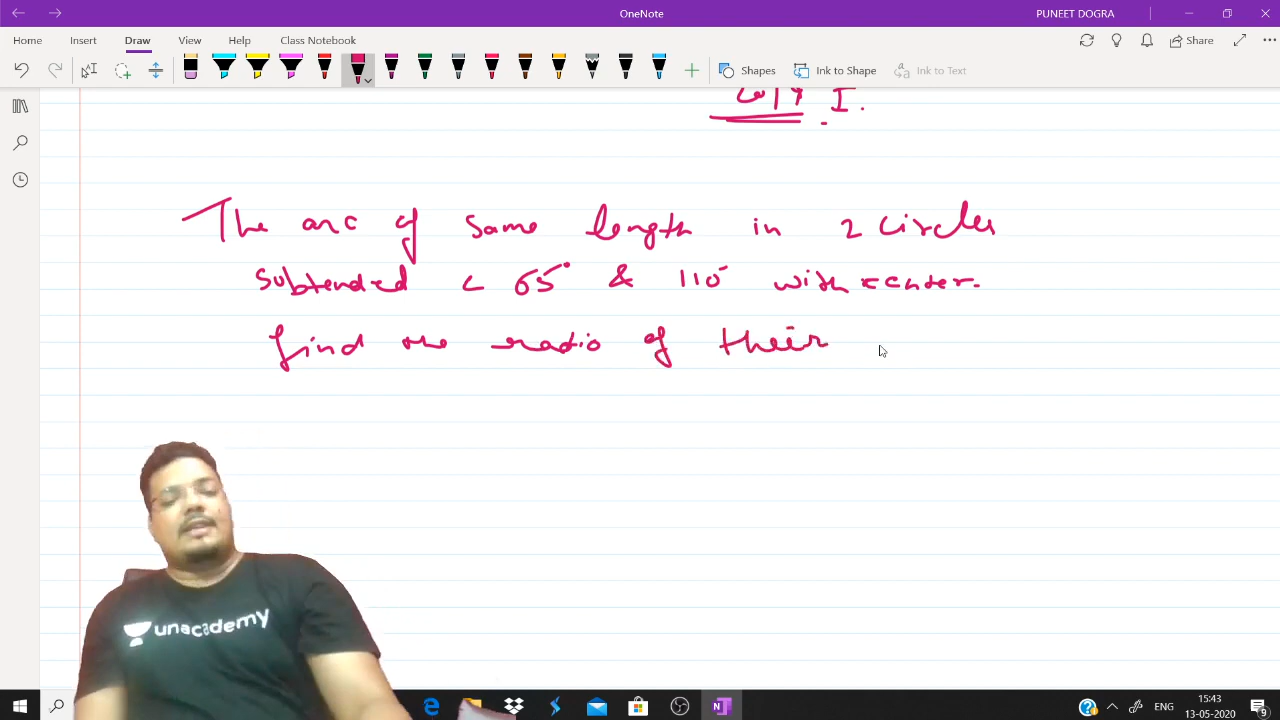 OneNote
PUNEET DOGRA
Home Insert Draw View Help Class Notebook
Share
Shapes Ink to Shape Ink to Text
I.
The arc of same length in 2 circles
subtended < 65° & 110° with center.
find the radio of their
unacademy
ENG
15:43
13-05-2020
9